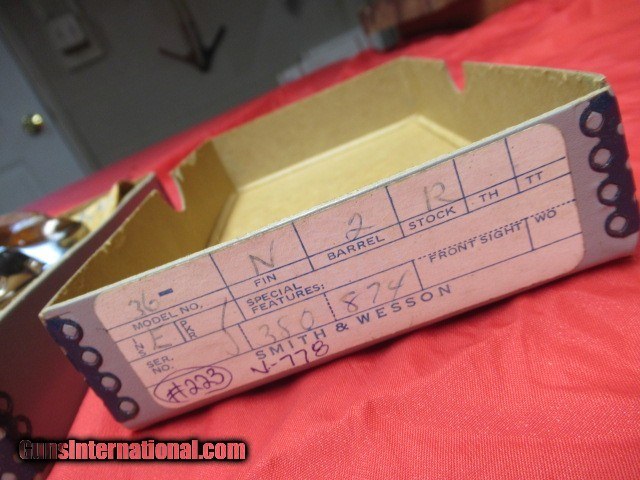 36- N 2 R
MODEL NO. FIN BARREL STOCK TH TT
E SPECIAL FEATURES: FRONT SIGHT WO
SER. NO. J 350 874
SMITH & WESSON
#223 V-778
GunsInternational.com